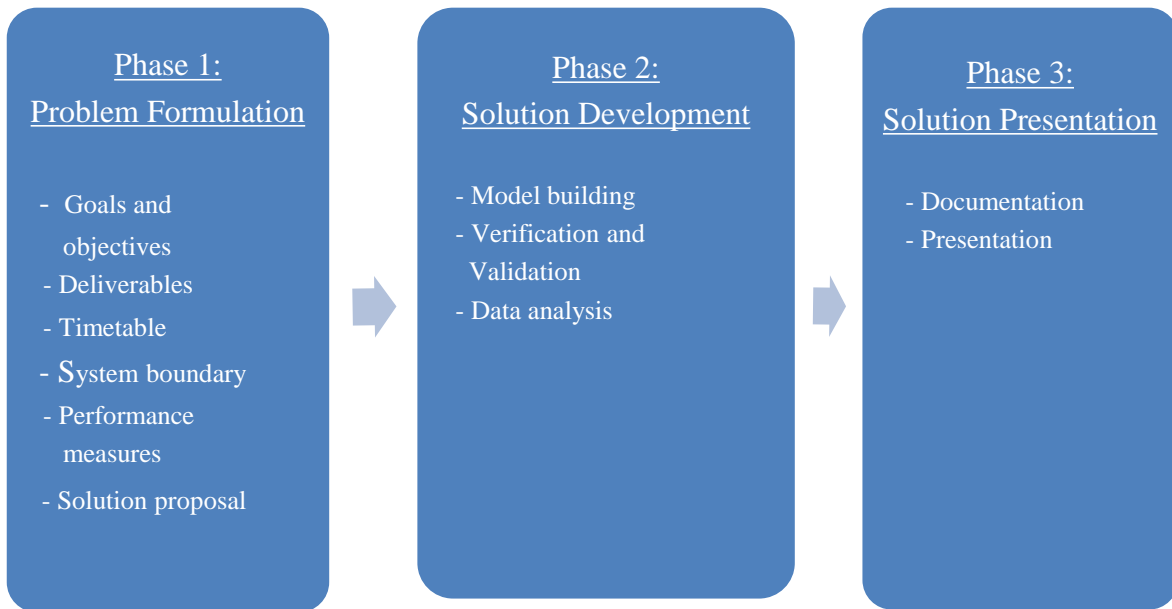 Phase 1:
Problem Formulation
- Goals and
objectives
- Deliverables
- Timetable
- System boundary
- Performance
measures
- Solution proposal
Phase 2:
Solution Development
- Model building
- Verification and
Validation
- Data analysis
Phase 3:
Solution Presentation
- Documentation
- Presentation